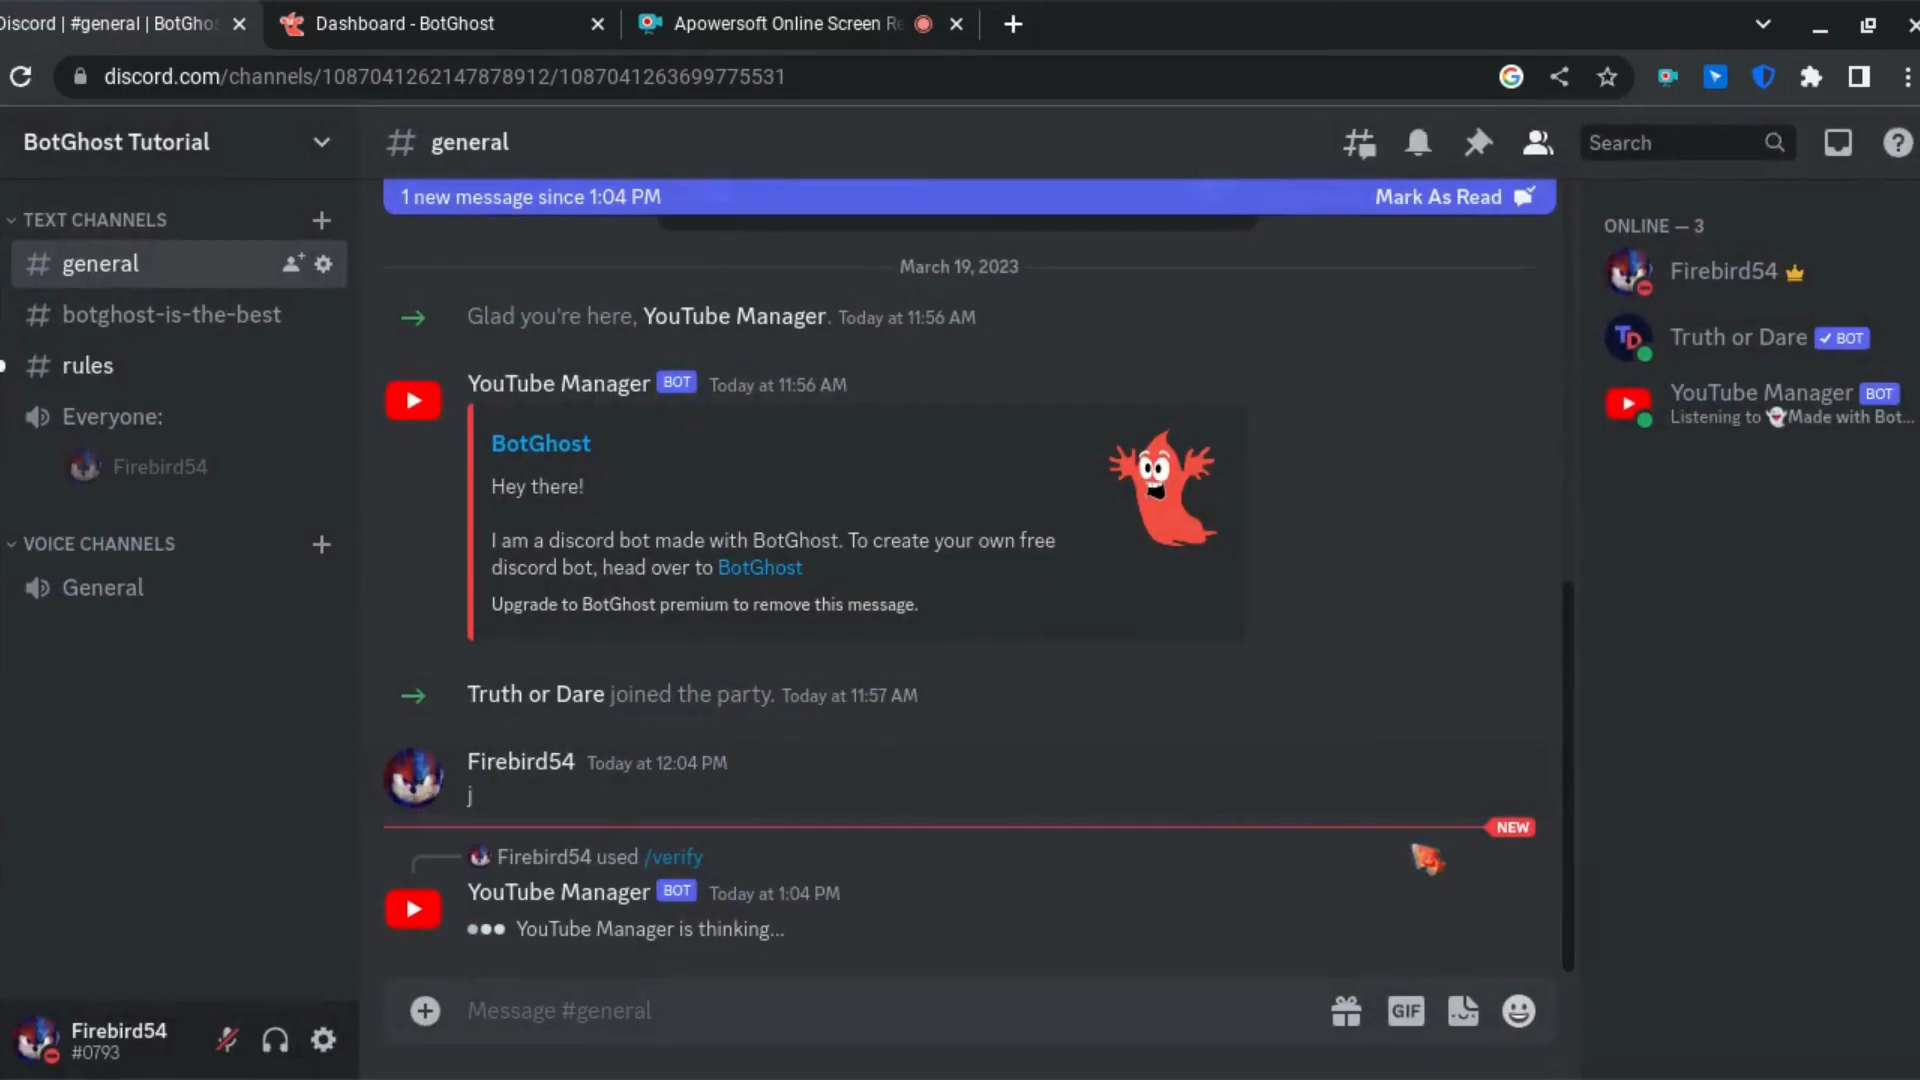 Discord | #general | BotGhos
Dashboard - BotGhost
Apowersoft Online Screen Re
discord.com/channels/1087041262147878912/1087041263699775531
BotGhost Tutorial
general
Search
1 new message since 1:04 PM
Mark As Read
TEXT CHANNELS
general
botghost-is-the-best
rules
Everyone:
Firebird54
VOICE CHANNELS
General
March 19, 2023
Glad you're here, YouTube Manager. Today at 11:56 AM
YouTube Manager BOT Today at 11:56 AM
BotGhost
Hey there!
I am a discord bot made with BotGhost. To create your own free
discord bot, head over to BotGhost
Upgrade to BotGhost premium to remove this message.
Truth or Dare joined the party. Today at 11:57 AM
Firebird54 Today at 12:04 PM
j
NEW
Firebird54 used /verify
YouTube Manager BOT Today at 1:04 PM
YouTube Manager is thinking...
Message #general
GIF
ONLINE — 3
Firebird54
TD
Truth or Dare BOT
YouTube Manager BOT
Listening to 👻Made with Bot...
Firebird54
#0793